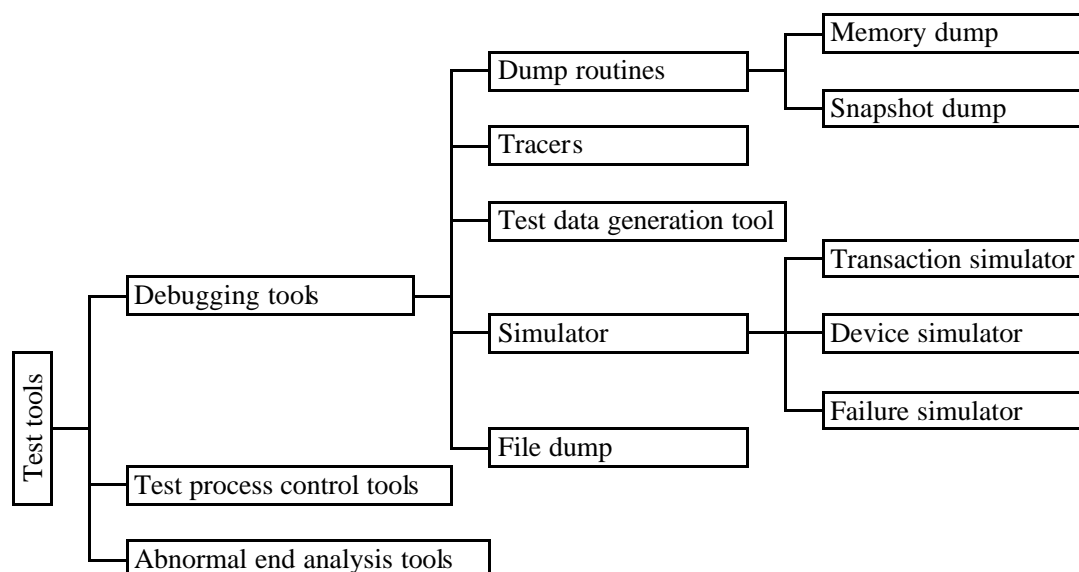 Test tools
Debugging tools
Test process control tools
Abnormal end analysis tools
Dump routines
Tracers
Test data generation tool
Simulator
File dump
Memory dump
Snapshot dump
Transaction simulator
Device simulator
Failure simulator